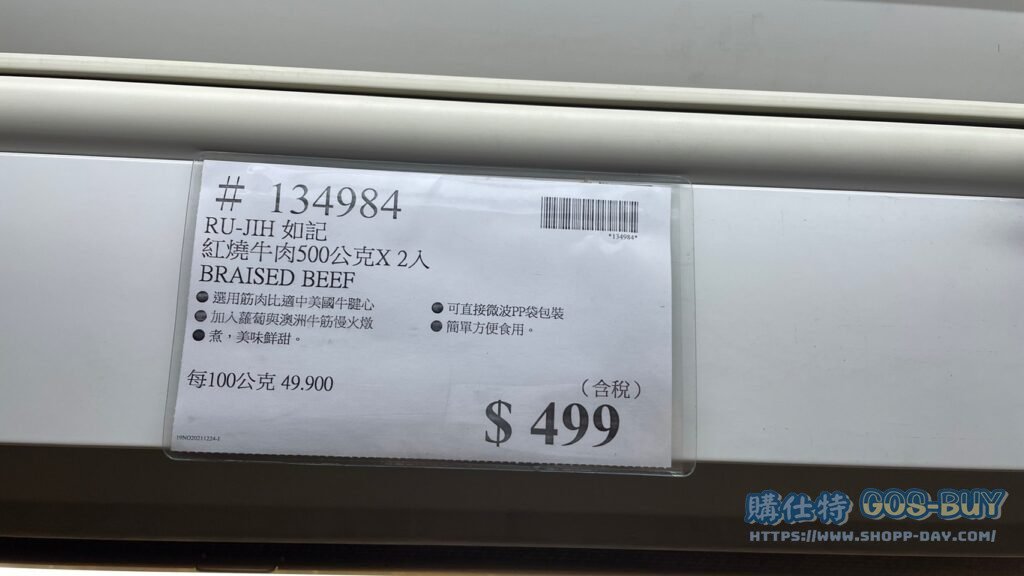 # 134984
*134984*
RU-JIH 如記
紅燒牛肉500公克X 2入
BRAISED BEEF
● 選用筋肉比適中美國牛腱心
● 加入蘿蔔與澳洲牛筋慢火燉
● 煮，美味鮮甜。
● 可直接微波PP袋包裝
● 簡單方便食用。
每100公克 49.900
（含稅）
$ 499
19NO20211224-1
購仕特 GOS-BUY
HTTPS://WWW.SHOPP-DAY.COM/